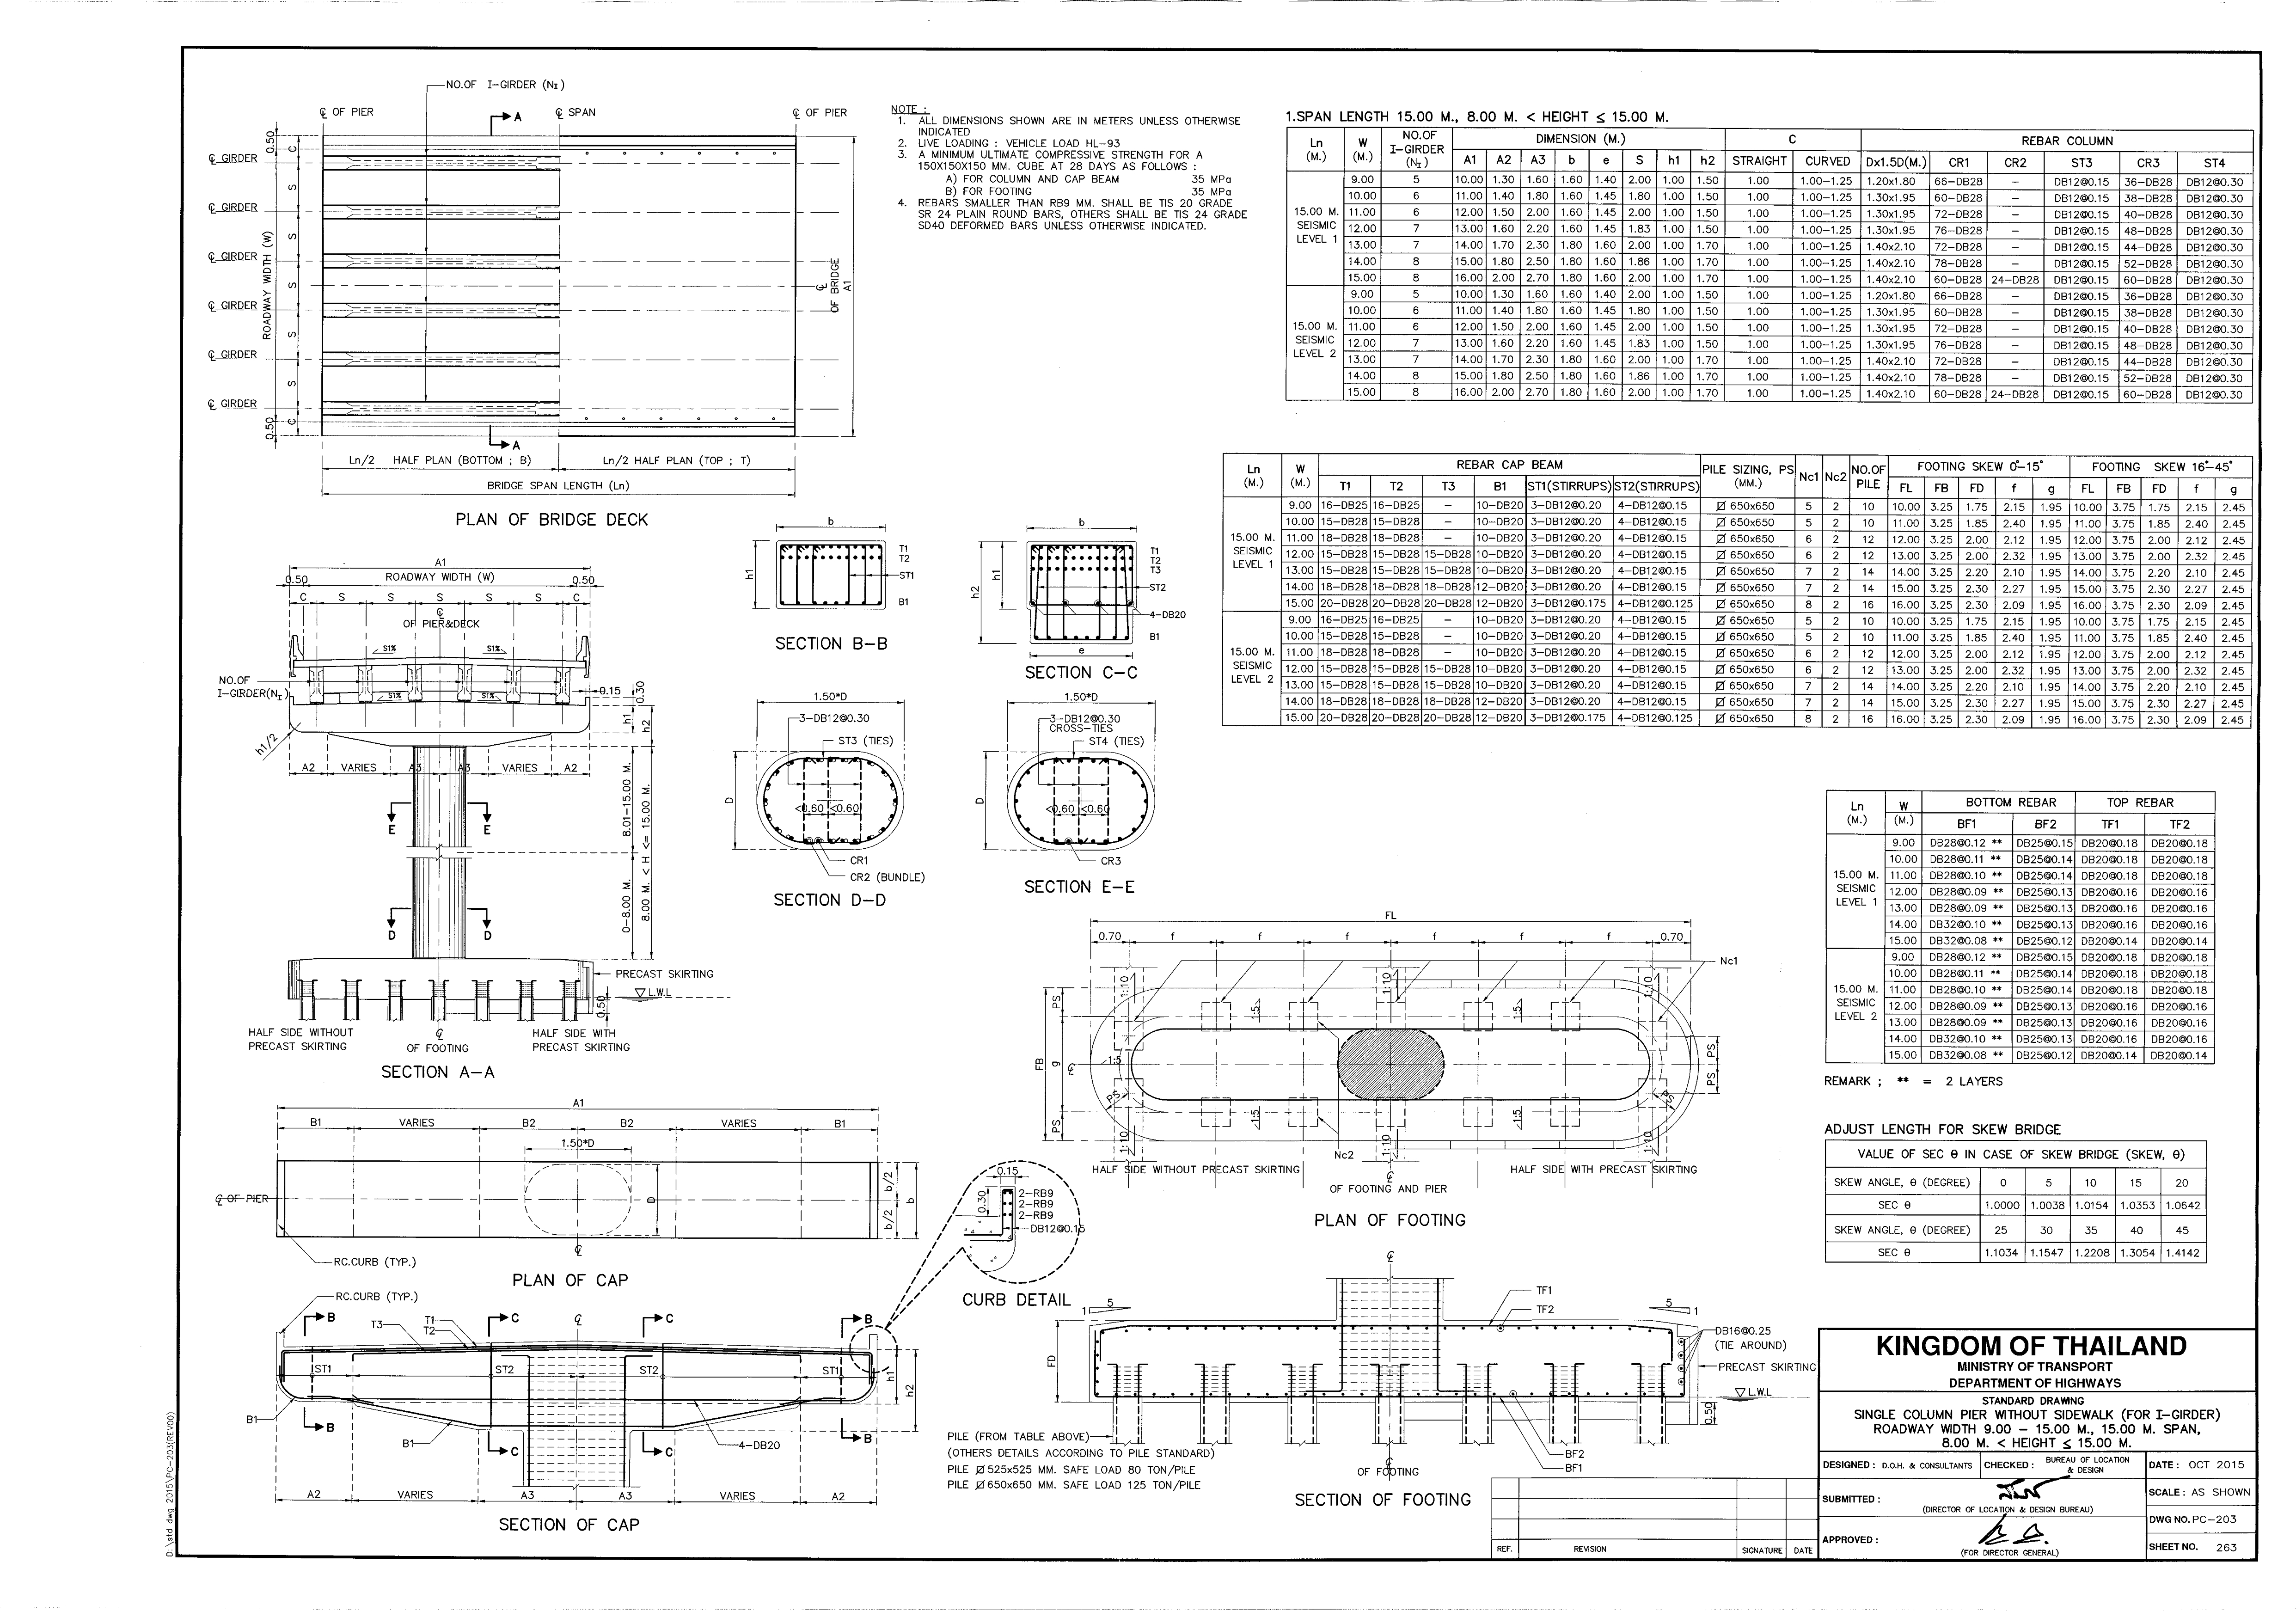 NO.OF I-GIRDER (NI)
℄ OF PIER
A
℄ SPAN
℄ OF PIER
0.50
C
S
S
S
S
S
C
0.50
℄ GIRDER
℄ GIRDER
℄ GIRDER
℄ GIRDER
℄ GIRDER
℄ GIRDER
ROADWAY WIDTH (W)
℄ OF BRIDGE
A1
A
Ln/2 HALF PLAN (BOTTOM ; B)
Ln/2 HALF PLAN (TOP ; T)
BRIDGE SPAN LENGTH (Ln)
PLAN OF BRIDGE DECK
NOTE :
1. ALL DIMENSIONS SHOWN ARE IN METERS UNLESS OTHERWISE
INDICATED
2. LIVE LOADING : VEHICLE LOAD HL-93
3. A MINIMUM ULTIMATE COMPRESSIVE STRENGTH FOR A
150X150X150 MM. CUBE AT 28 DAYS AS FOLLOWS :
A) FOR COLUMN AND CAP BEAM 35 MPa
B) FOR FOOTING 35 MPa
4. REBARS SMALLER THAN RB9 MM. SHALL BE TIS 20 GRADE
SR 24 PLAIN ROUND BARS, OTHERS SHALL BE TIS 24 GRADE
SD40 DEFORMED BARS UNLESS OTHERWISE INDICATED.
1.SPAN LENGTH 15.00 M., 8.00 M. < HEIGHT ≤ 15.00 M.
Ln (M.) W (M.) NO.OF I-GIRDER (NI) DIMENSION (M.) C REBAR COLUMN
A1 A2 A3 b e S h1 h2 STRAIGHT CURVED Dx1.5D(M.) CR1 CR2 ST3 CR3 ST4
15.00 M. SEISMIC LEVEL 1
9.00 5 10.00 1.30 1.60 1.60 1.40 2.00 1.00 1.50 1.00 1.00-1.25 1.20x1.80 66-DB28 - DB12@0.15 36-DB28 DB12@0.30
10.00 6 11.00 1.40 1.80 1.60 1.45 1.80 1.00 1.50 1.00 1.00-1.25 1.30x1.95 60-DB28 - DB12@0.15 38-DB28 DB12@0.30
11.00 6 12.00 1.50 2.00 1.60 1.45 2.00 1.00 1.50 1.00 1.00-1.25 1.30x1.95 72-DB28 - DB12@0.15 40-DB28 DB12@0.30
12.00 7 13.00 1.60 2.20 1.60 1.45 1.83 1.00 1.50 1.00 1.00-1.25 1.30x1.95 76-DB28 - DB12@0.15 48-DB28 DB12@0.30
13.00 7 14.00 1.70 2.30 1.80 1.60 2.00 1.00 1.70 1.00 1.00-1.25 1.40x2.10 72-DB28 - DB12@0.15 44-DB28 DB12@0.30
14.00 8 15.00 1.80 2.50 1.80 1.60 1.86 1.00 1.70 1.00 1.00-1.25 1.40x2.10 78-DB28 - DB12@0.15 52-DB28 DB12@0.30
15.00 8 16.00 2.00 2.70 1.80 1.60 2.00 1.00 1.70 1.00 1.00-1.25 1.40x2.10 60-DB28 24-DB28 DB12@0.15 60-DB28 DB12@0.30
15.00 M. SEISMIC LEVEL 2
9.00 5 10.00 1.30 1.60 1.60 1.40 2.00 1.00 1.50 1.00 1.00-1.25 1.20x1.80 66-DB28 - DB12@0.15 36-DB28 DB12@0.30
10.00 6 11.00 1.40 1.80 1.60 1.45 1.80 1.00 1.50 1.00 1.00-1.25 1.30x1.95 60-DB28 - DB12@0.15 38-DB28 DB12@0.30
11.00 6 12.00 1.50 2.00 1.60 1.45 2.00 1.00 1.50 1.00 1.00-1.25 1.30x1.95 72-DB28 - DB12@0.15 40-DB28 DB12@0.30
12.00 7 13.00 1.60 2.20 1.60 1.45 1.83 1.00 1.50 1.00 1.00-1.25 1.30x1.95 76-DB28 - DB12@0.15 48-DB28 DB12@0.30
13.00 7 14.00 1.70 2.30 1.80 1.60 2.00 1.00 1.70 1.00 1.00-1.25 1.40x2.10 72-DB28 - DB12@0.15 44-DB28 DB12@0.30
14.00 8 15.00 1.80 2.50 1.80 1.60 1.86 1.00 1.70 1.00 1.00-1.25 1.40x2.10 78-DB28 - DB12@0.15 52-DB28 DB12@0.30
15.00 8 16.00 2.00 2.70 1.80 1.60 2.00 1.00 1.70 1.00 1.00-1.25 1.40x2.10 60-DB28 24-DB28 DB12@0.15 60-DB28 DB12@0.30
Ln (M.) W (M.) REBAR CAP BEAM PILE SIZING, PS (MM.) Nc1 Nc2 NO.OF PILE FOOTING SKEW 0°-15° FOOTING SKEW 16°-45°
T1 T2 T3 B1 ST1(STIRRUPS) ST2(STIRRUPS) FL FB FD f g FL FB FD f g
15.00 M. SEISMIC LEVEL 1
9.00 16-DB25 16-DB25 - 10-DB20 3-DB12@0.20 4-DB12@0.15 650x650 5 2 10 10.00 3.25 1.75 2.15 1.95 10.00 3.75 1.75 2.15 2.45
10.00 15-DB28 15-DB28 - 10-DB20 3-DB12@0.20 4-DB12@0.15 650x650 5 2 10 11.00 3.25 1.85 2.40 1.95 11.00 3.75 1.85 2.40 2.45
11.00 18-DB28 18-DB28 - 10-DB20 3-DB12@0.20 4-DB12@0.15 650x650 6 2 12 12.00 3.25 2.00 2.12 1.95 12.00 3.75 2.00 2.12 2.45
12.00 15-DB28 15-DB28 15-DB28 10-DB20 3-DB12@0.20 4-DB12@0.15 650x650 6 2 12 13.00 3.25 2.00 2.32 1.95 13.00 3.75 2.00 2.32 2.45
13.00 15-DB28 15-DB28 15-DB28 10-DB20 3-DB12@0.20 4-DB12@0.15 650x650 7 2 14 14.00 3.25 2.20 2.10 1.95 14.00 3.75 2.20 2.10 2.45
14.00 18-DB28 18-DB28 18-DB28 12-DB20 3-DB12@0.20 4-DB12@0.15 650x650 7 2 14 15.00 3.25 2.30 2.27 1.95 15.00 3.75 2.30 2.27 2.45
15.00 20-DB28 20-DB28 20-DB28 12-DB20 3-DB12@0.175 4-DB12@0.125 650x650 8 2 16 16.00 3.25 2.30 2.09 1.95 16.00 3.75 2.30 2.09 2.45
15.00 M. SEISMIC LEVEL 2
9.00 16-DB25 16-DB25 - 10-DB20 3-DB12@0.20 4-DB12@0.15 650x650 5 2 10 10.00 3.25 1.75 2.15 1.95 10.00 3.75 1.75 2.15 2.45
10.00 15-DB28 15-DB28 - 10-DB20 3-DB12@0.20 4-DB12@0.15 650x650 5 2 10 11.00 3.25 1.85 2.40 1.95 11.00 3.75 1.85 2.40 2.45
11.00 18-DB28 18-DB28 - 10-DB20 3-DB12@0.20 4-DB12@0.15 650x650 6 2 12 12.00 3.25 2.00 2.12 1.95 12.00 3.75 2.00 2.12 2.45
12.00 15-DB28 15-DB28 15-DB28 10-DB20 3-DB12@0.20 4-DB12@0.15 650x650 6 2 12 13.00 3.25 2.00 2.32 1.95 13.00 3.75 2.00 2.32 2.45
13.00 15-DB28 15-DB28 15-DB28 12-DB20 3-DB12@0.20 4-DB12@0.15 650x650 7 2 14 14.00 3.25 2.20 2.10 1.95 14.00 3.75 2.20 2.10 2.45
14.00 18-DB28 18-DB28 18-DB28 12-DB20 3-DB12@0.20 4-DB12@0.15 650x650 7 2 14 15.00 3.25 2.30 2.27 1.95 15.00 3.75 2.30 2.27 2.45
15.00 20-DB28 20-DB28 20-DB28 12-DB20 3-DB12@0.175 4-DB12@0.125 650x650 8 2 16 16.00 3.25 2.30 2.09 1.95 16.00 3.75 2.30 2.09 2.45
A1
0.50 ROADWAY WIDTH (W) 0.50
C S S S S S C
℄
OF PIER&DECK
S1% S1%
NO.OF
I-GIRDER(NI)
S1% S1%
0.15
0.30
h1
h2
h1/2
A2 VARIES A3 A3 VARIES A2
E E
D D
8.01-15.00 M.
0-8.00 M.
8.00 M. < H <= 15.00 M.
PRECAST SKIRTING
L.W.L
0.50
HALF SIDE WITHOUT
PRECAST SKIRTING
℄
OF FOOTING
HALF SIDE WITH
PRECAST SKIRTING
SECTION A-A
b
h1
T1
T2
ST1
B1
SECTION B-B
b
h2
h1
T1
T2
T3
ST2
4-DB20
B1
e
SECTION C-C
1.50*D
3-DB12@0.30
ST3 (TIES)
D
<0.60 <0.60
CR1
CR2 (BUNDLE)
SECTION D-D
1.50*D
3-DB12@0.30
CROSS-TIES
ST4 (TIES)
D
<0.60 <0.60
CR3
SECTION E-E
Ln (M.) W (M.) BOTTOM REBAR TOP REBAR
BF1 BF2 TF1 TF2
15.00 M. SEISMIC LEVEL 1
9.00 DB28@0.12 ** DB25@0.15 DB20@0.18 DB20@0.18
10.00 DB28@0.11 ** DB25@0.14 DB20@0.18 DB20@0.18
11.00 DB28@0.10 ** DB25@0.14 DB20@0.18 DB20@0.18
12.00 DB28@0.09 ** DB25@0.13 DB20@0.16 DB20@0.16
13.00 DB28@0.09 ** DB25@0.13 DB20@0.16 DB20@0.16
14.00 DB32@0.10 ** DB25@0.13 DB20@0.16 DB20@0.16
15.00 DB32@0.08 ** DB25@0.12 DB20@0.14 DB20@0.14
15.00 M. SEISMIC LEVEL 2
9.00 DB28@0.12 ** DB25@0.15 DB20@0.18 DB20@0.18
10.00 DB28@0.11 ** DB25@0.14 DB20@0.18 DB20@0.18
11.00 DB28@0.10 ** DB25@0.14 DB20@0.18 DB20@0.18
12.00 DB28@0.09 ** DB25@0.13 DB20@0.16 DB20@0.16
13.00 DB28@0.09 ** DB25@0.13 DB20@0.16 DB20@0.16
14.00 DB32@0.10 ** DB25@0.13 DB20@0.16 DB20@0.16
15.00 DB32@0.08 ** DB25@0.12 DB20@0.14 DB20@0.14
REMARK ; ** = 2 LAYERS
FL
0.70 f f f f f f 0.70
Nc1
1:10 1:10 1:10
PS
1:5 1:5
FB
g
℄
1:5
PS
PS
PS PS
PS
1:5 1:5
1:10 1:10 1:10
Nc2
HALF SIDE WITHOUT PRECAST SKIRTING
HALF SIDE WITH PRECAST SKIRTING
℄
OF FOOTING AND PIER
PLAN OF FOOTING
ADJUST LENGTH FOR SKEW BRIDGE
VALUE OF SEC θ IN CASE OF SKEW BRIDGE (SKEW, θ)
SKEW ANGLE, θ (DEGREE) 0 5 10 15 20
SEC θ 1.0000 1.0038 1.0154 1.0353 1.0642
SKEW ANGLE, θ (DEGREE) 25 30 35 40 45
SEC θ 1.1034 1.1547 1.2208 1.3054 1.4142
A1
B1 VARIES B2 B2 VARIES B1
1.50*D
℄ OF PIER
D
b/2
b/2
b
℄
RC.CURB (TYP.)
PLAN OF CAP
0.15
0.30
2-RB9
2-RB9
2-RB9
DB12@0.15
CURB DETAIL
RC.CURB (TYP.)
B C ℄ C B
T3 T1
T2
ST1 ST2 ST2 ST1
h1
h2
B1
B C C B
B1
4-DB20
A2 VARIES A3 A3 VARIES A2
SECTION OF CAP
℄
1 5
TF1
TF2
5 1
FD
DB16@0.25
(TIE AROUND)
PRECAST SKIRTING
L.W.L
0.50
PILE (FROM TABLE ABOVE)
(OTHERS DETAILS ACCORDING TO PILE STANDARD)
PILE 525x525 MM. SAFE LOAD 80 TON/PILE
PILE 650x650 MM. SAFE LOAD 125 TON/PILE
℄
OF FOOTING
BF2
BF1
SECTION OF FOOTING
REF. REVISION SIGNATURE DATE
KINGDOM OF THAILAND
MINISTRY OF TRANSPORT
DEPARTMENT OF HIGHWAYS
STANDARD DRAWING
SINGLE COLUMN PIER WITHOUT SIDEWALK (FOR I-GIRDER)
ROADWAY WIDTH 9.00 - 15.00 M., 15.00 M. SPAN,
8.00 M. < HEIGHT ≤ 15.00 M.
DESIGNED : D.O.H. & CONSULTANTS
CHECKED : BUREAU OF LOCATION & DESIGN
DATE : OCT 2015
SUBMITTED :
(DIRECTOR OF LOCATION & DESIGN BUREAU)
SCALE : AS SHOWN
APPROVED :
(FOR DIRECTOR GENERAL)
DWG NO. PC-203
SHEET NO. 263
D:\std dwg 2015\PC-203(REV00)